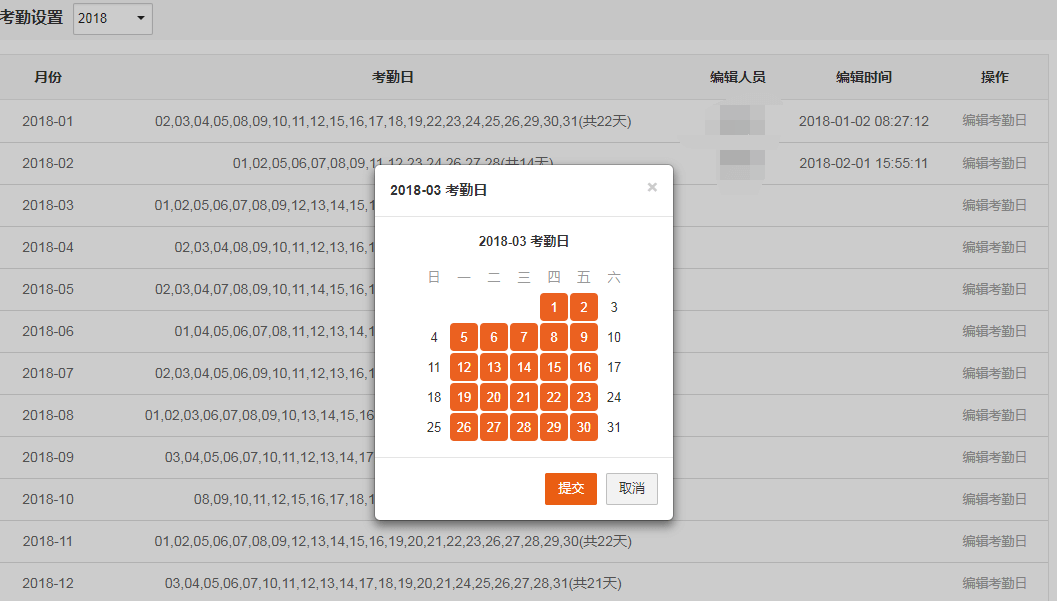 考勤设置 2018
月份 考勤日 编辑人员 编辑时间 操作
2018-01 02,03,04,05,08,09,10,11,12,15,16,17,18,19,22,23,24,25,26,29,30,31(共22天) 2018-01-02 08:27:12 编辑考勤日
2018-02 01,02,05,06,07,08,09,11,12,23,24,26,27,28(共14天) 2018-02-01 15:55:11 编辑考勤日
2018-03 01,02,05,06,07,08,09,12,13,14,15,1 编辑考勤日
2018-04 02,03,04,08,09,10,11,12,13,16,1 编辑考勤日
2018-05 02,03,04,07,08,09,10,11,14,15,16,1 编辑考勤日
2018-06 01,04,05,06,07,08,11,12,13,14,1 编辑考勤日
2018-07 02,03,04,05,06,09,10,11,12,13,16,1 编辑考勤日
2018-08 01,02,03,06,07,08,09,10,13,14,15,16 编辑考勤日
2018-09 03,04,05,06,07,10,11,12,13,14,17 编辑考勤日
2018-10 08,09,10,11,12,15,16,17,18,1 编辑考勤日
2018-11 01,02,05,06,07,08,09,12,13,14,15,16,19,20,21,22,23,26,27,28,29,30(共22天) 编辑考勤日
2018-12 03,04,05,06,07,10,11,12,13,14,17,18,19,20,21,24,25,26,27,28,31(共21天) 编辑考勤日
2018-03 考勤日 ×
2018-03 考勤日
日 一 二 三 四 五 六
1 2 3
4 5 6 7 8 9 10
11 12 13 14 15 16 17
18 19 20 21 22 23 24
25 26 27 28 29 30 31
提交 取消